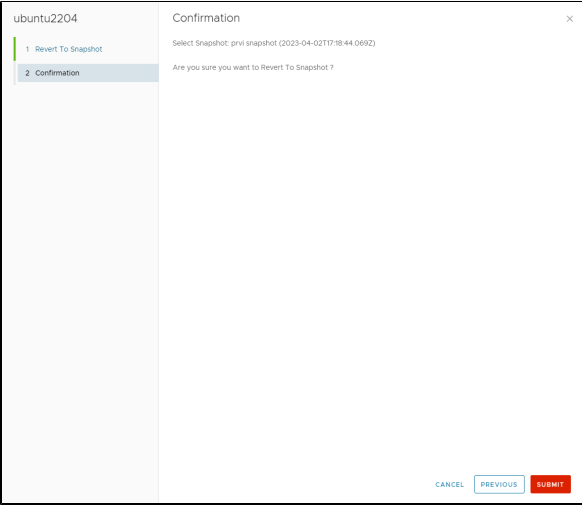 ubuntu2204
1 Revert To Snapshot
2 Confirmation
Confirmation
Select Snapshot: prvi snapshot (2023-04-02T17:18:44.069Z)
Are you sure you want to Revert To Snapshot ?
CANCEL
PREVIOUS
SUBMIT